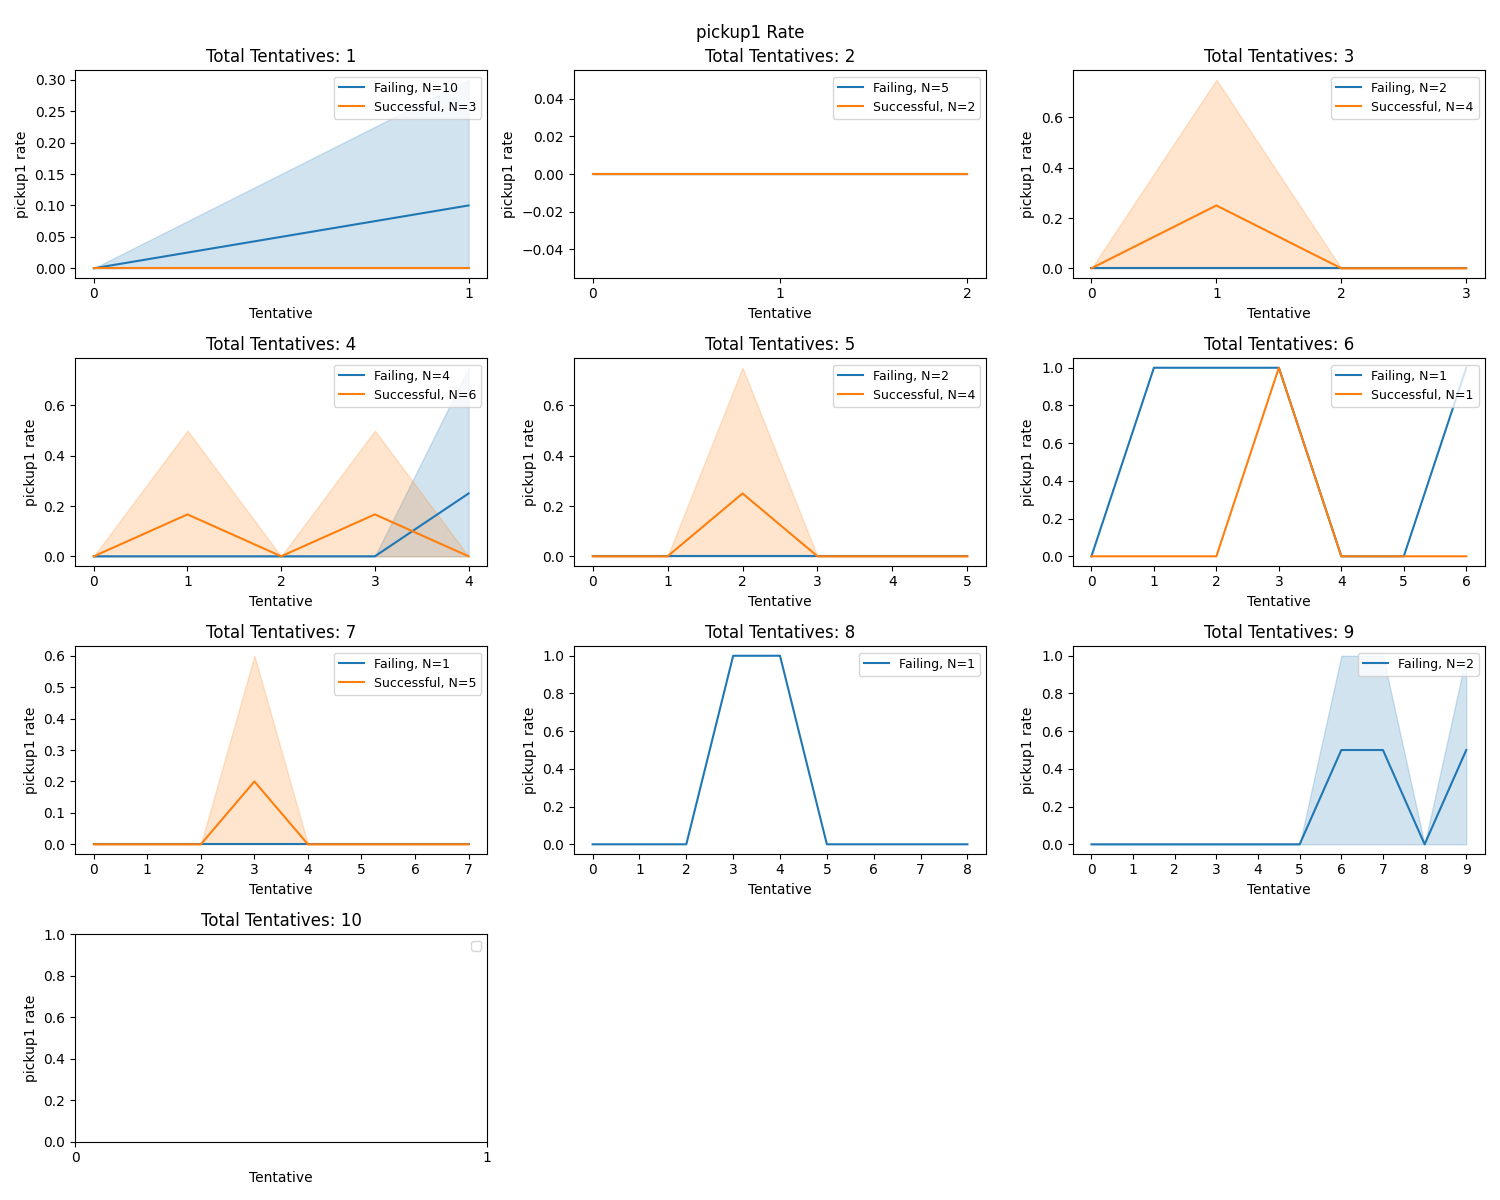 pickup1 Rate
Total Tentatives: 1
0.30
0.25
0.20
0.15
0.10
0.05
0.00
pickup1 rate
Failing, N=10
Successful, N=3
0 1
Tentative
Total Tentatives: 2
0.04
0.02
0.00
−0.02
−0.04
pickup1 rate
Failing, N=5
Successful, N=2
0 1 2
Tentative
Total Tentatives: 3
0.6
0.4
0.2
0.0
pickup1 rate
Failing, N=2
Successful, N=4
0 1 2 3
Tentative
Total Tentatives: 4
0.6
0.4
0.2
0.0
pickup1 rate
Failing, N=4
Successful, N=6
0 1 2 3 4
Tentative
Total Tentatives: 5
0.6
0.4
0.2
0.0
pickup1 rate
Failing, N=2
Successful, N=4
0 1 2 3 4 5
Tentative
Total Tentatives: 6
1.0
0.8
0.6
0.4
0.2
0.0
pickup1 rate
Failing, N=1
Successful, N=1
0 1 2 3 4 5 6
Tentative
Total Tentatives: 7
0.6
0.5
0.4
0.3
0.2
0.1
0.0
pickup1 rate
Failing, N=1
Successful, N=5
0 1 2 3 4 5 6 7
Tentative
Total Tentatives: 8
1.0
0.8
0.6
0.4
0.2
0.0
pickup1 rate
Failing, N=1
0 1 2 3 4 5 6 7 8
Tentative
Total Tentatives: 9
1.0
0.8
0.6
0.4
0.2
0.0
pickup1 rate
Failing, N=2
0 1 2 3 4 5 6 7 8 9
Tentative
Total Tentatives: 10
1.0
0.8
0.6
0.4
0.2
0.0
pickup1 rate
0 1
Tentative